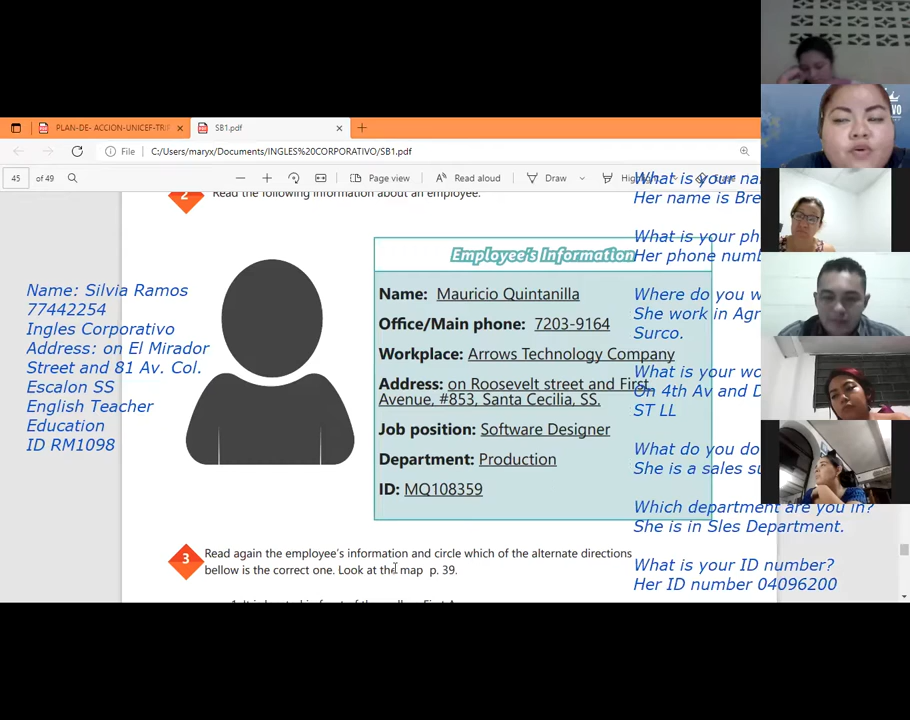 PLAN-DE- ACCION-UNICEF-TRI
SB1.pdf
File
C:/Users/maryx/Documents/INGLES%20CORPORATIVO/SB1.pdf
45 of 49
Page view
Read aloud
Draw
2 Read the following information about an employee.
Name: Silvia Ramos
77442254
Ingles Corporativo
Address: on El Mirador
Street and 81 Av. Col.
Escalon SS
English Teacher
Education
ID RM1098
Employee's Information
Name: Mauricio Quintanilla
Office/Main phone: 7203-9164
Workplace: Arrows Technology Company
Address: on Roosevelt street and First
Avenue, #853, Santa Cecilia, SS.
Job position: Software Designer
Department: Production
ID: MQ108359
What is your na
Her name is Bre
What is your ph
Her phone numb
Where do you w
She work in Agr
Surco.
What is your wo
On 4th Av and D
ST LL
What do you do
She is a sales su
Which department are you in?
She is in Sles Department.
What is your ID number?
Her ID number 04096200
3 Read again the employee's information and circle which of the alternate directions
bellow is the correct one. Look at the map p. 39.